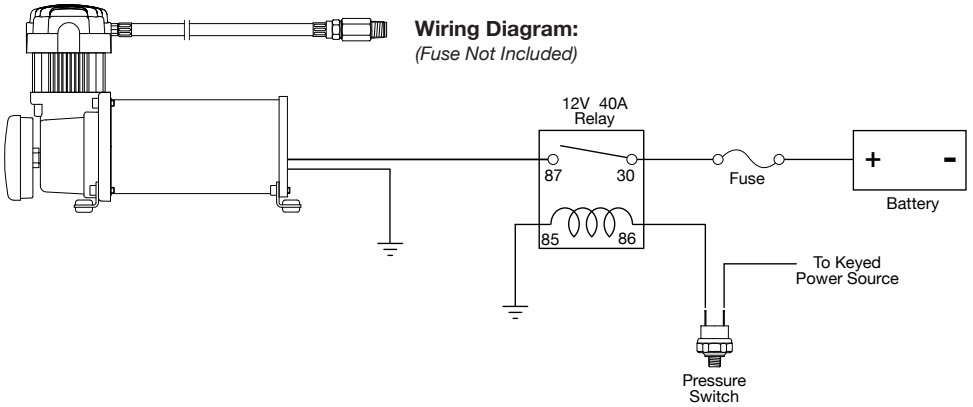 Wiring Diagram:
(Fuse Not Included)
12V 40A
Relay
87 30
Fuse
+ -
Battery
85 86
To Keyed
Power Source
Pressure
Switch